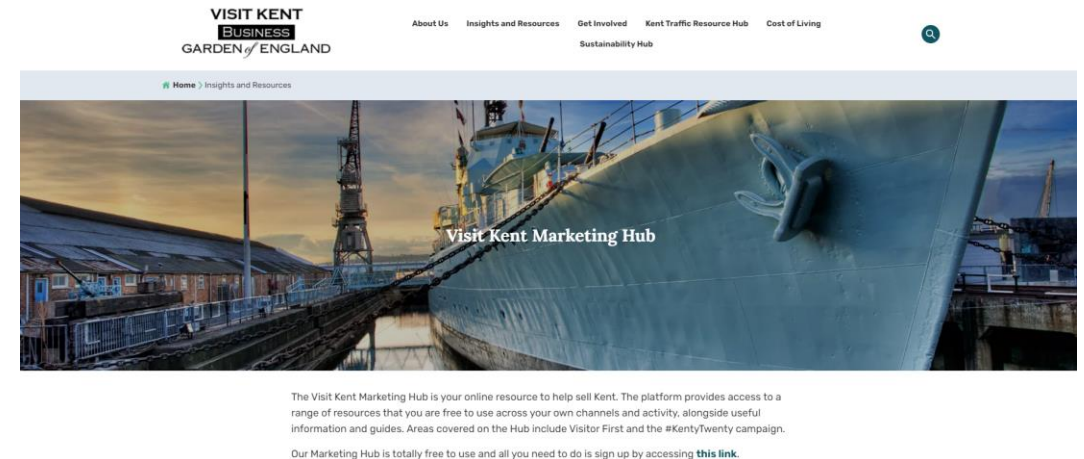 VISIT KENT
BUSINESS
GARDEN of ENGLAND
About Us Insights and Resources Get Involved Kent Traffic Resource Hub Cost of Living
Sustainability Hub
Home > Insights and Resources
Visit Kent Marketing Hub
The Visit Kent Marketing Hub is your online resource to help sell Kent. The platform provides access to a
range of resources that you are free to use across your own channels and activity, alongside useful
information and guides. Areas covered on the Hub include Visitor First and the #KentyTwenty campaign.
Our Marketing Hub is totally free to use and all you need to do is sign up by accessing this link.